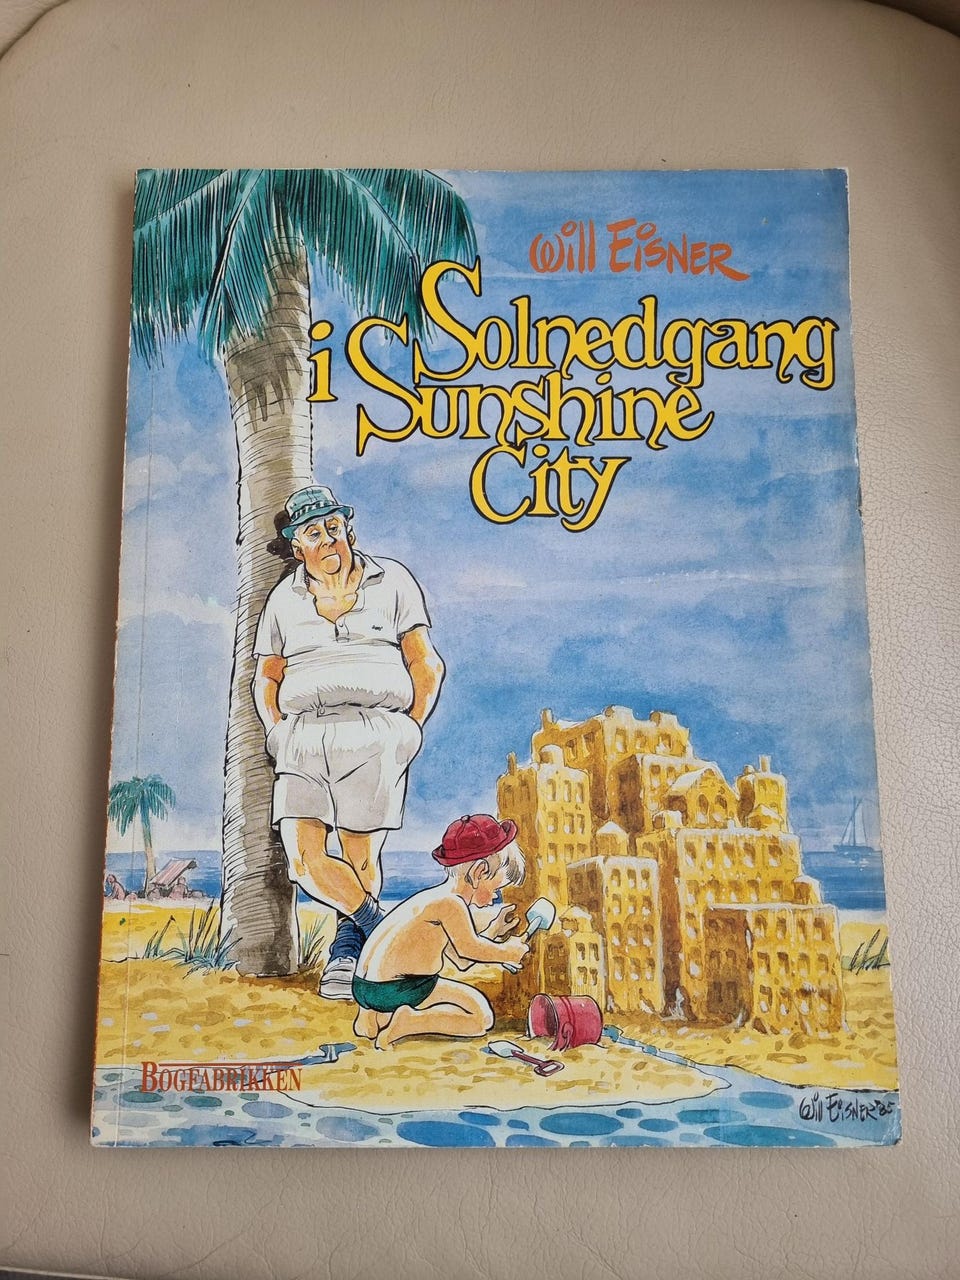 Will Eisner
Solnedgang
i Sunshine
City
BOGFABRIKKEN
Will Eisner '85